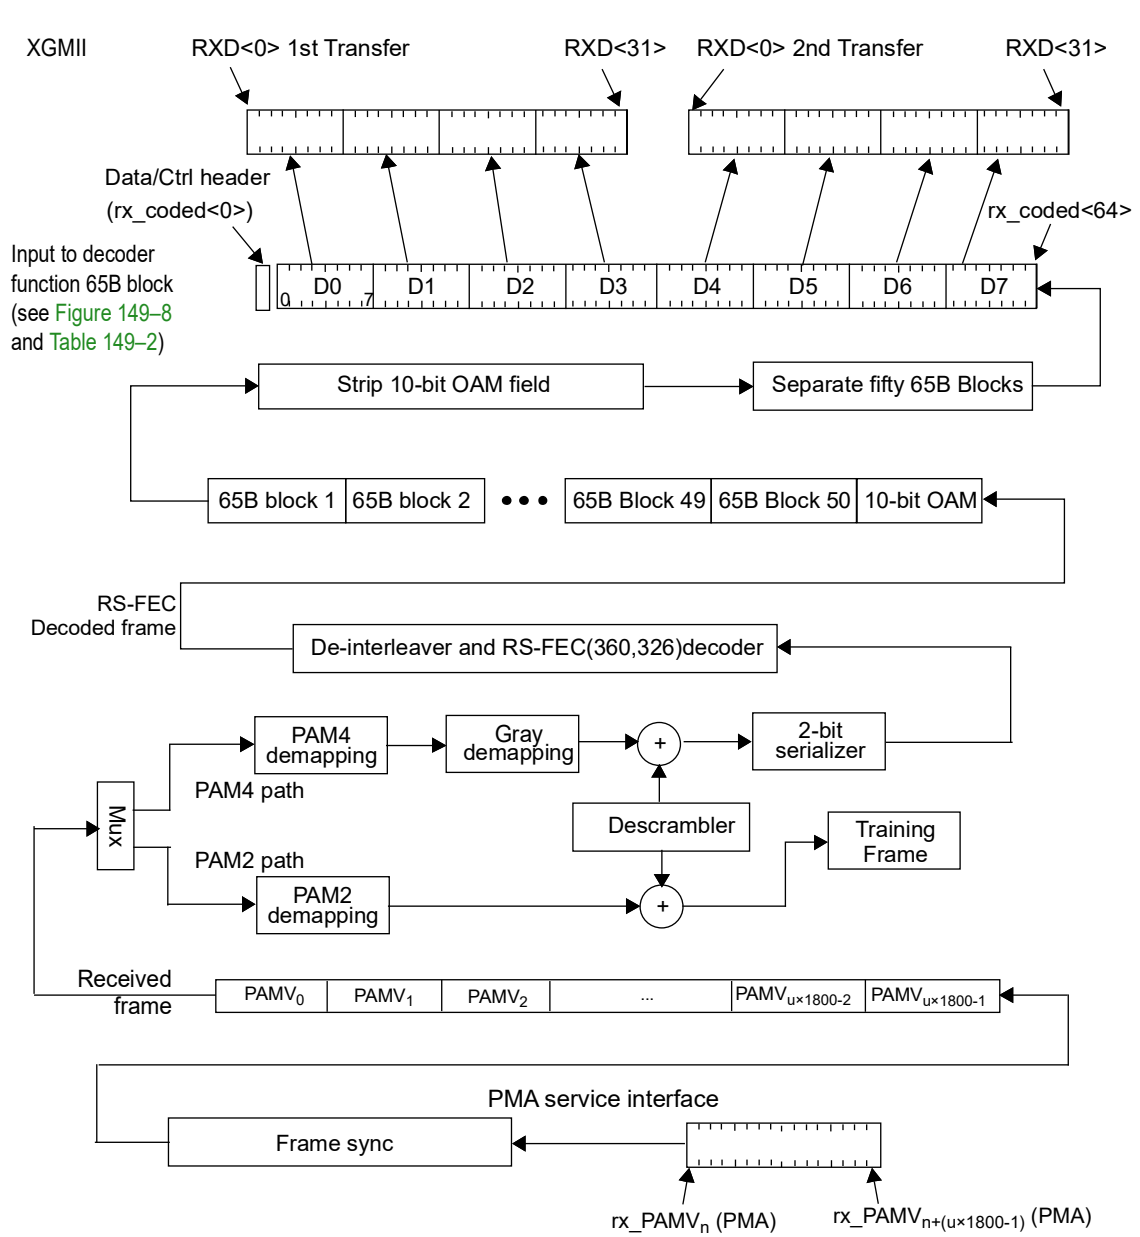 XGMII
RXD<0> 1st Transfer
RXD<31>
RXD<0> 2nd Transfer
RXD<31>
Data/Ctrl header
(rx_coded<0>)
rx_coded<64>
Input to decoder
function 65B block
(see Figure 149–8
and Table 149–2)
0 D0 7
D1
D2
D3
D4
D5
D6
D7
Strip 10-bit OAM field
Separate fifty 65B Blocks
65B block 1
65B block 2
•••
65B Block 49
65B Block 50
10-bit OAM
RS-FEC
Decoded frame
De-interleaver and RS-FEC(360,326)decoder
PAM4
demapping
Gray
demapping
+
2-bit
serializer
PAM4 path
Mux
Descrambler
Training
Frame
PAM2 path
PAM2
demapping
+
Received
frame
PAMV0
PAMV1
PAMV2
...
PAMVu×1800-2
PAMVu×1800-1
PMA service interface
Frame sync
rx_PAMVn (PMA)
rx_PAMVn+(u×1800-1) (PMA)